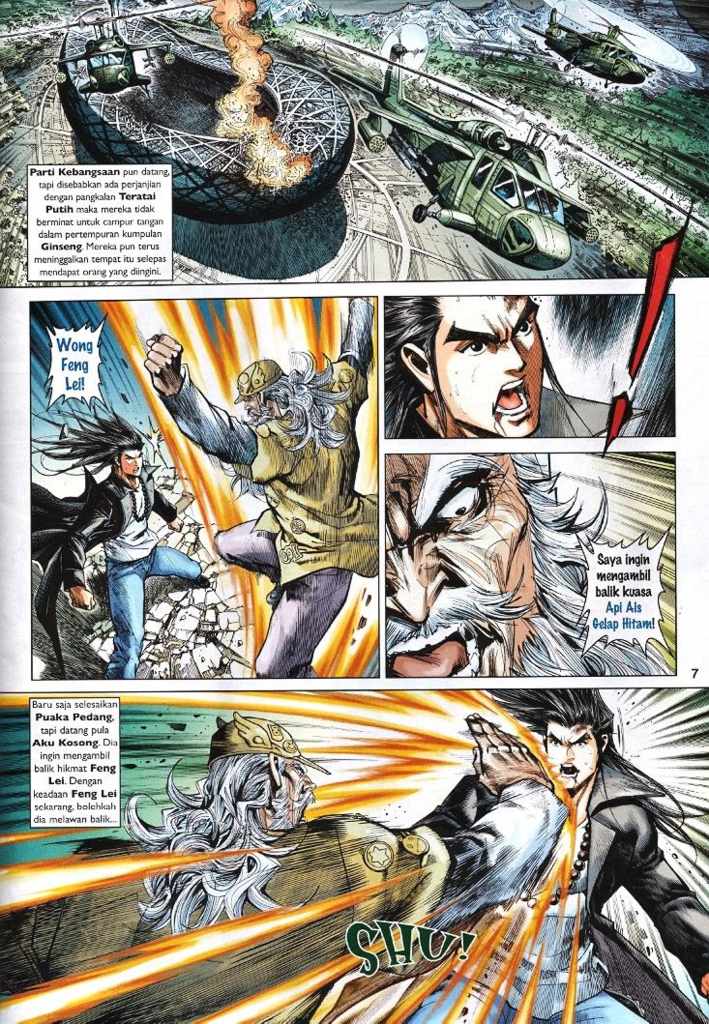 Parti Kebangsaan pun datang,
tapi disebabkan ada perjanjian
dengan pangkalan Teratai
Putih maka mereka tidak
berminat untuk campur tangan
dalam pertempuran kumpulan
Ginseng. Mereka pun terus
meninggalkan tempat itu selepas
mendapat orang yang diingini.
Wong
Feng
Lei!
!
Saya ingin
mengambil
balik kuasa
Api Ais
Gelap Hitam!
7
Baru saja selesaikan
Puaka Pedang,
tapi datang pula
Aku Kosong. Dia
ingin mengambil
balik hikmat Feng
Lei. Dengan
keadaan Feng Lei
sekarang, bolehkah
dia melawan balik...
SHU!